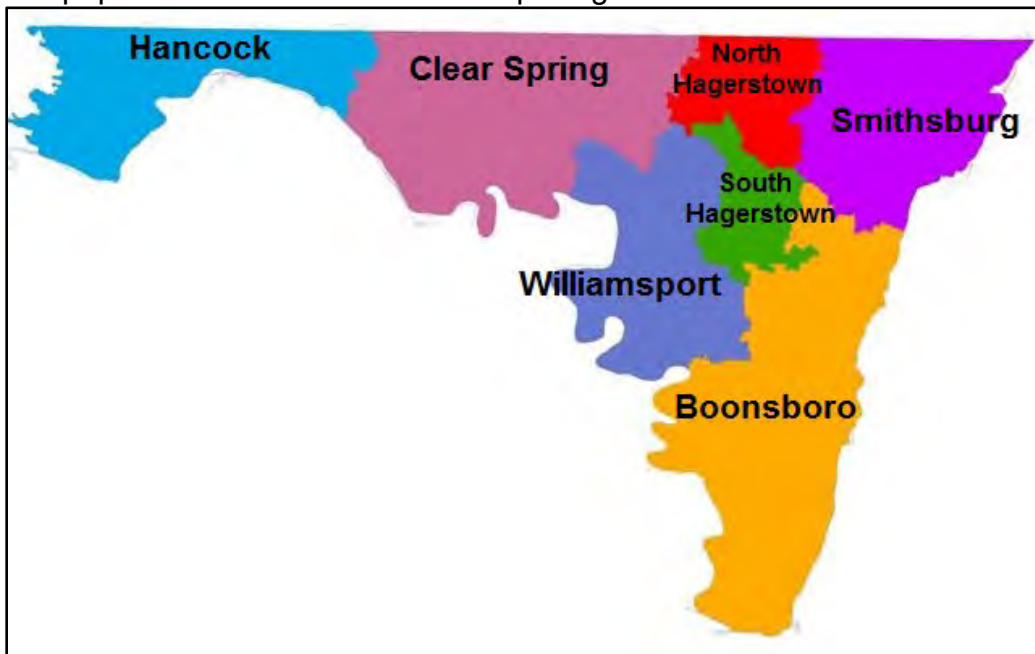 Hancock
Clear Spring
North
Hagerstown
Smithsburg
South
Hagerstown
Williamsport
Boonsboro